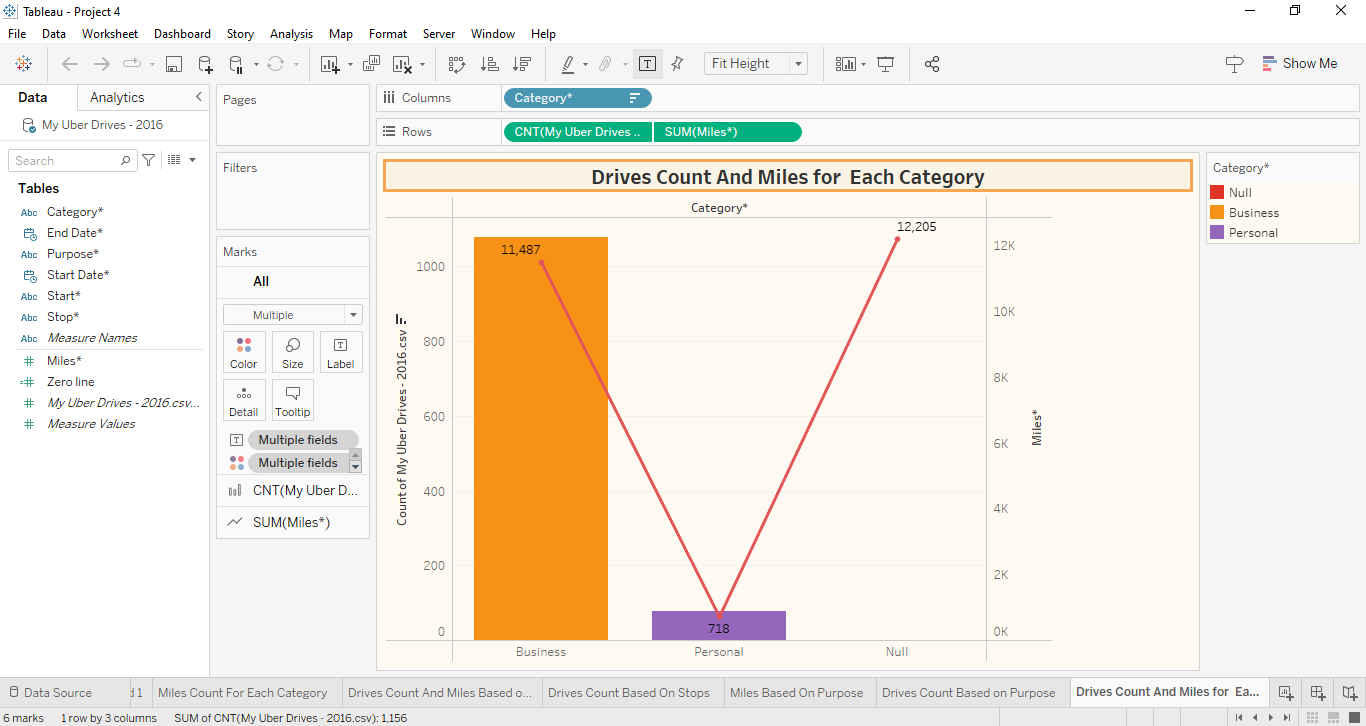 Tableau - Project 4
File Data Worksheet Dashboard Story Analysis Map Format Server Window Help
Fit Height
Show Me
Data Analytics
My Uber Drives - 2016
Search
Tables
Abc Category*
End Date*
Abc Purpose*
Start Date*
Abc Start*
Abc Stop*
Abc Measure Names
# Miles*
=# Zero line
# My Uber Drives - 2016.csv...
# Measure Values
Pages
Filters
Marks
All
Multiple
Color Size Label
Detail Tooltip
T Multiple fields
Multiple fields
CNT(My Uber D...
SUM(Miles*)
Columns Category*
Rows CNT(My Uber Drives .. SUM(Miles*)
Drives Count And Miles for Each Category
Category*
Count of My Uber Drives - 2016.csv
1000
800
600
400
200
0
11,487
718
12,205
12K
10K
8K
6K
4K
2K
0K
Miles*
Business Personal Null
Category*
Null
Business
Personal
Data Source d 1 Miles Count For Each Category Drives Count And Miles Based o... Drives Count Based On Stops Miles Based On Purpose Drives Count Based on Purpose Drives Count And Miles for Ea...
6 marks 1 row by 3 columns SUM of CNT(My Uber Drives - 2016.csv): 1,156